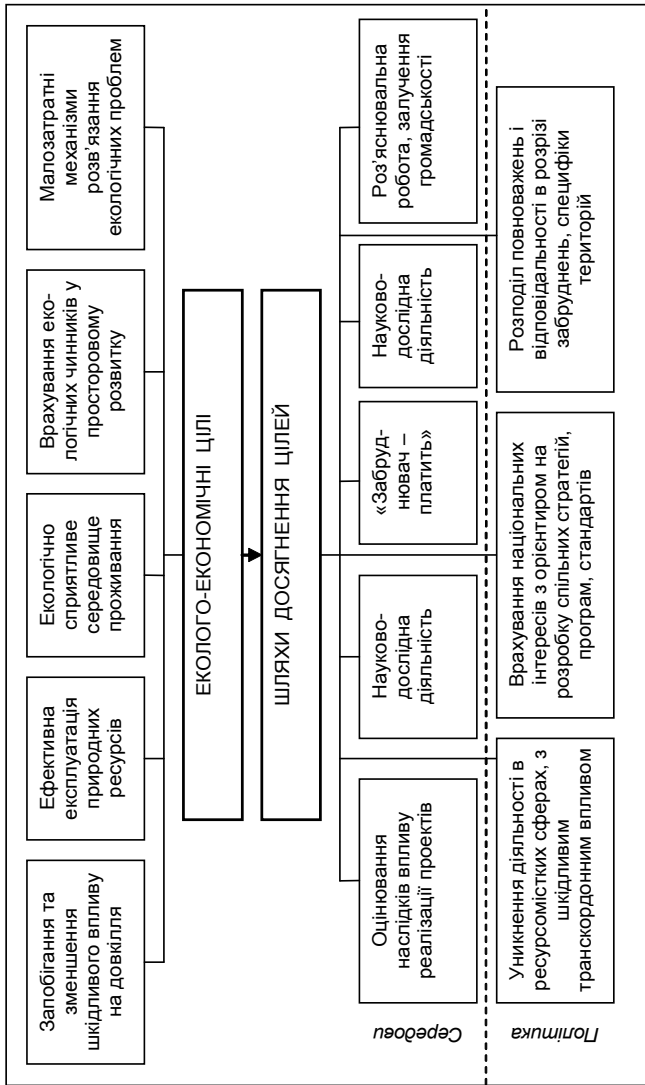 Запобігання та
зменшення
шкідливого впливу
на довкілля
Ефективна
експлуатація
природних
ресурсів
Екологічно
сприятливе
середовище
проживання
Врахування еко-
логічних чинників у
просторовому
розвитку
Малозатратні
механізми
розв’язання
екологічних проблем
ЕКОЛОГО-ЕКОНОМІЧНІ ЦІЛІ
ШЛЯХИ ДОСЯГНЕННЯ ЦІЛЕЙ
Середови
Оцінювання
наслідків впливу
реалізації проектів
Науково-
дослідна
діяльність
«Забруд-
нювач –
платить»
Науково-
дослідна
діяльність
Роз’яснювальна
робота, залучення
громадськості
Політика
Уникнення діяльності в
ресурсомістких сферах, з
шкідливим
транскордонним впливом
Врахування національних
інтересів з орієнтиром на
розробку спільних стратегій,
програм, стандартів
Розподіл повноважень і
відповідальності в розрізі
забруднень, специфіки
територій